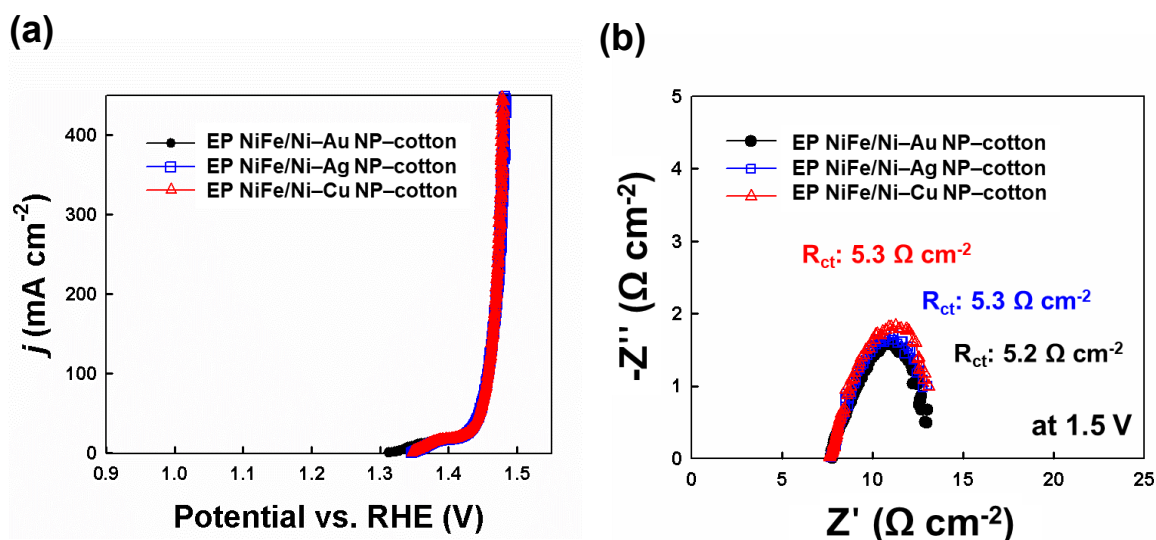 (a)
400
300
200
100
0
j (mA cm⁻²)
EP NiFe/Ni–Au NP–cotton
EP NiFe/Ni–Ag NP–cotton
EP NiFe/Ni–Cu NP–cotton
0.9 1.0 1.1 1.2 1.3 1.4 1.5
Potential vs. RHE (V)
(b)
5
4
3
2
1
0
-Z'' (Ω cm⁻²)
EP NiFe/Ni–Au NP–cotton
EP NiFe/Ni–Ag NP–cotton
EP NiFe/Ni–Cu NP–cotton
Rct: 5.3 Ω cm⁻²
Rct: 5.3 Ω cm⁻²
Rct: 5.2 Ω cm⁻²
at 1.5 V
0 5 10 15 20 25
Z' (Ω cm⁻²)